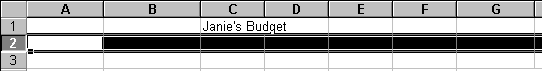 A B C D E F G
1 Janie's Budget
2
3